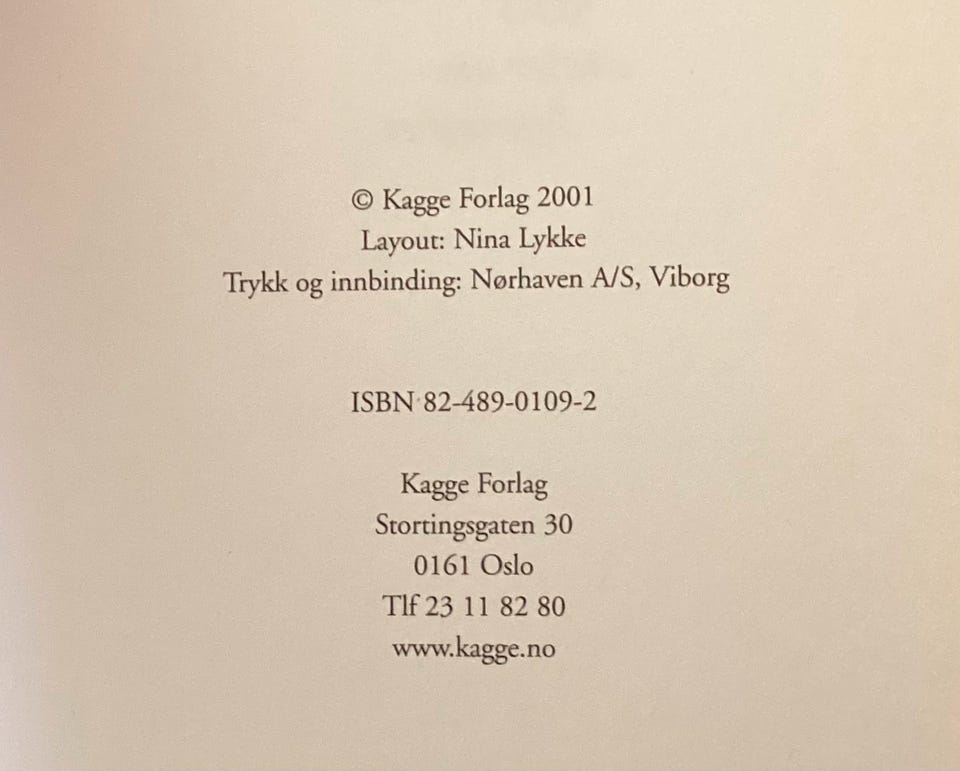 © Kagge Forlag 2001
Layout: Nina Lykke
Trykk og innbinding: Nørhaven A/S, Viborg
ISBN 82-489-0109-2
Kagge Forlag
Stortingsgaten 30
0161 Oslo
Tlf 23 11 82 80
www.kagge.no